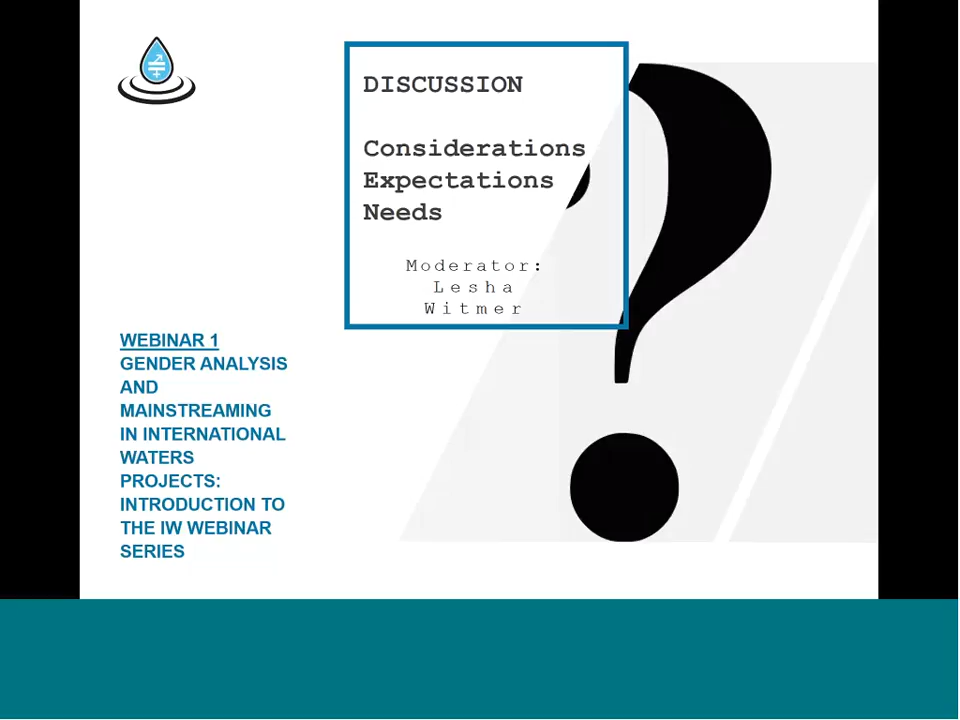 DISCUSSION
Considerations
Expectations
Needs
Moderator:
Lesha
Witmer
WEBINAR 1
GENDER ANALYSIS
AND
MAINSTREAMING
IN INTERNATIONAL
WATERS
PROJECTS:
INTRODUCTION TO
THE IW WEBINAR
SERIES
?